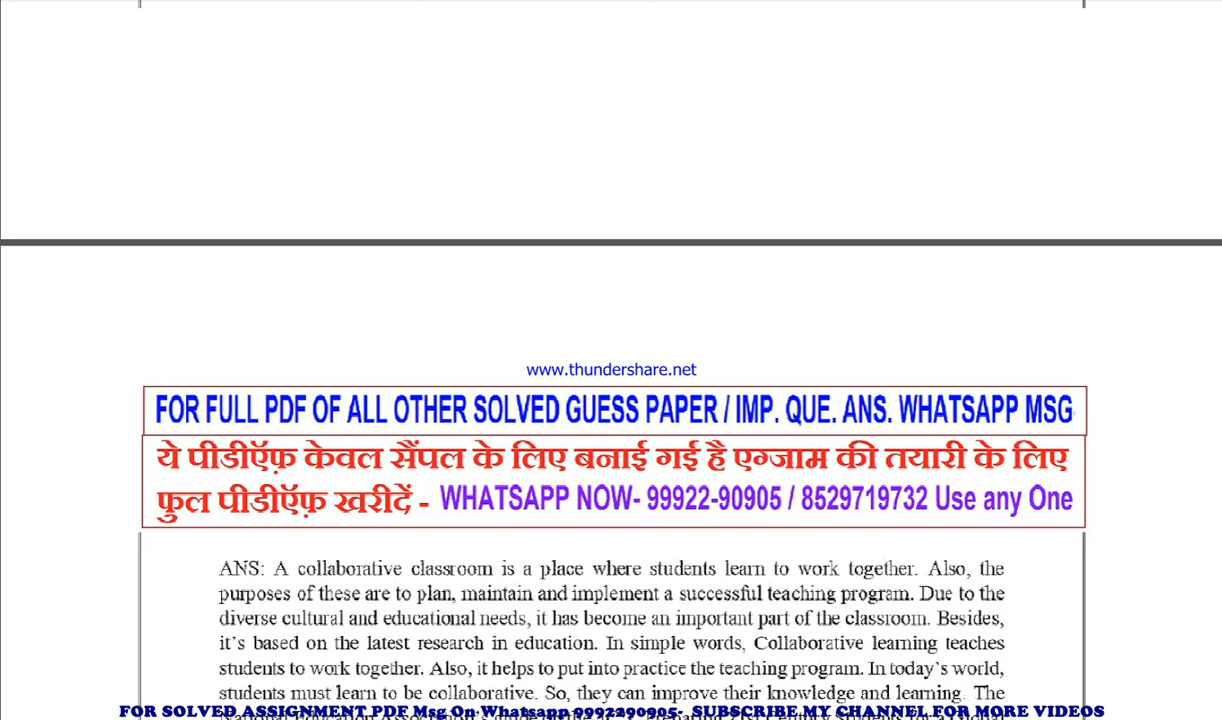 www.thundershare.net
FOR FULL PDF OF ALL OTHER SOLVED GUESS PAPER / IMP. QUE. ANS. WHATSAPP MSG
ये पीडीऍफ़ केवल सैंपल के लिए बनाई गई है एग्जाम की तयारी के लिए
फुल पीडीऍफ़ खरीदें - WHATSAPP NOW- 99922-90905 / 8529719732 Use any One
ANS: A collaborative classroom is a place where students learn to work together. Also, the
purposes of these are to plan, maintain and implement a successful teaching program. Due to the
diverse cultural and educational needs, it has become an important part of the classroom. Besides,
it's based on the latest research in education. In simple words, Collaborative learning teaches
students to work together. Also, it helps to put into practice the teaching program. In today's world,
students must learn to be collaborative. So, they can improve their knowledge and learning. The
FOR SOLVED ASSIGNMENT PDF Msg On Whatsapp 9992290905- SUBSCRIBE MY CHANNEL FOR MORE VIDEOS